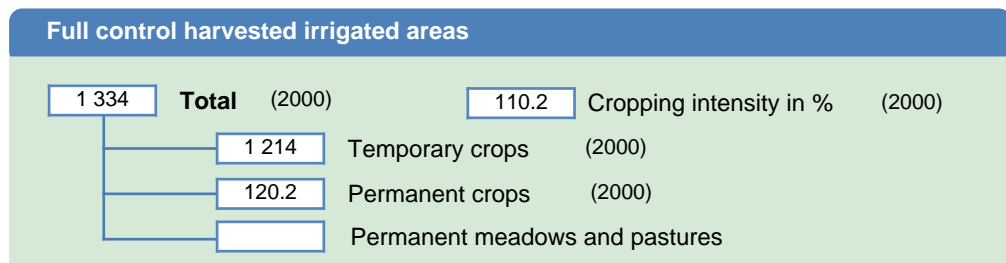 Full control harvested irrigated areas
1 334 Total (2000) 110.2 Cropping intensity in % (2000)
1 214 Temporary crops (2000)
120.2 Permanent crops (2000)
Permanent meadows and pastures